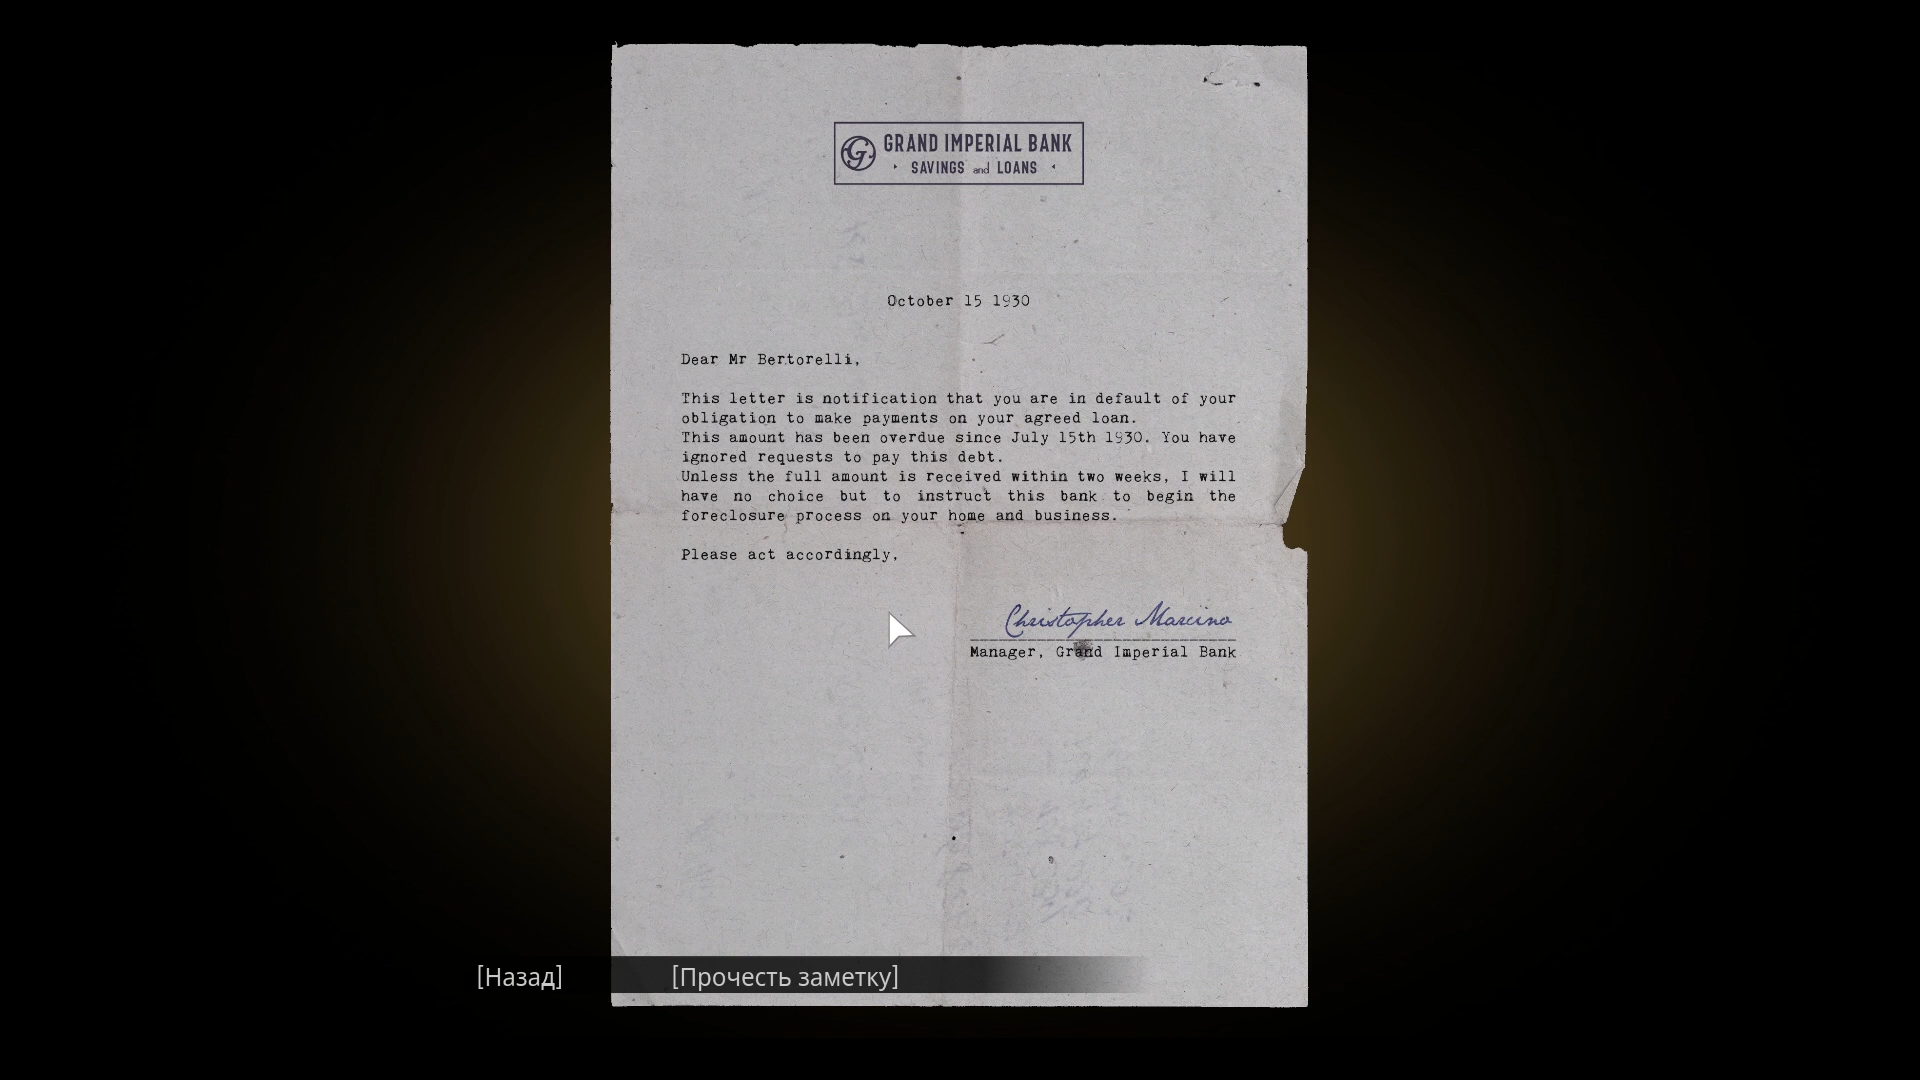 GRAND IMPERIAL BANK
SAVINGS and LOANS
October 15 1930
Dear Mr Bertorelli,
This letter is notification that you are in default of your
obligation to make payments on your agreed loan.
This amount has been overdue since July 15th 1930. You have
ignored requests to pay this debt.
Unless the full amount is received within two weeks, I will
have no choice but to instruct this bank to begin the
foreclosure process on your home and business.
Please act accordingly,
Christopher Marcino
Manager, Grand Imperial Bank
[Назад] [Прочесть заметку]